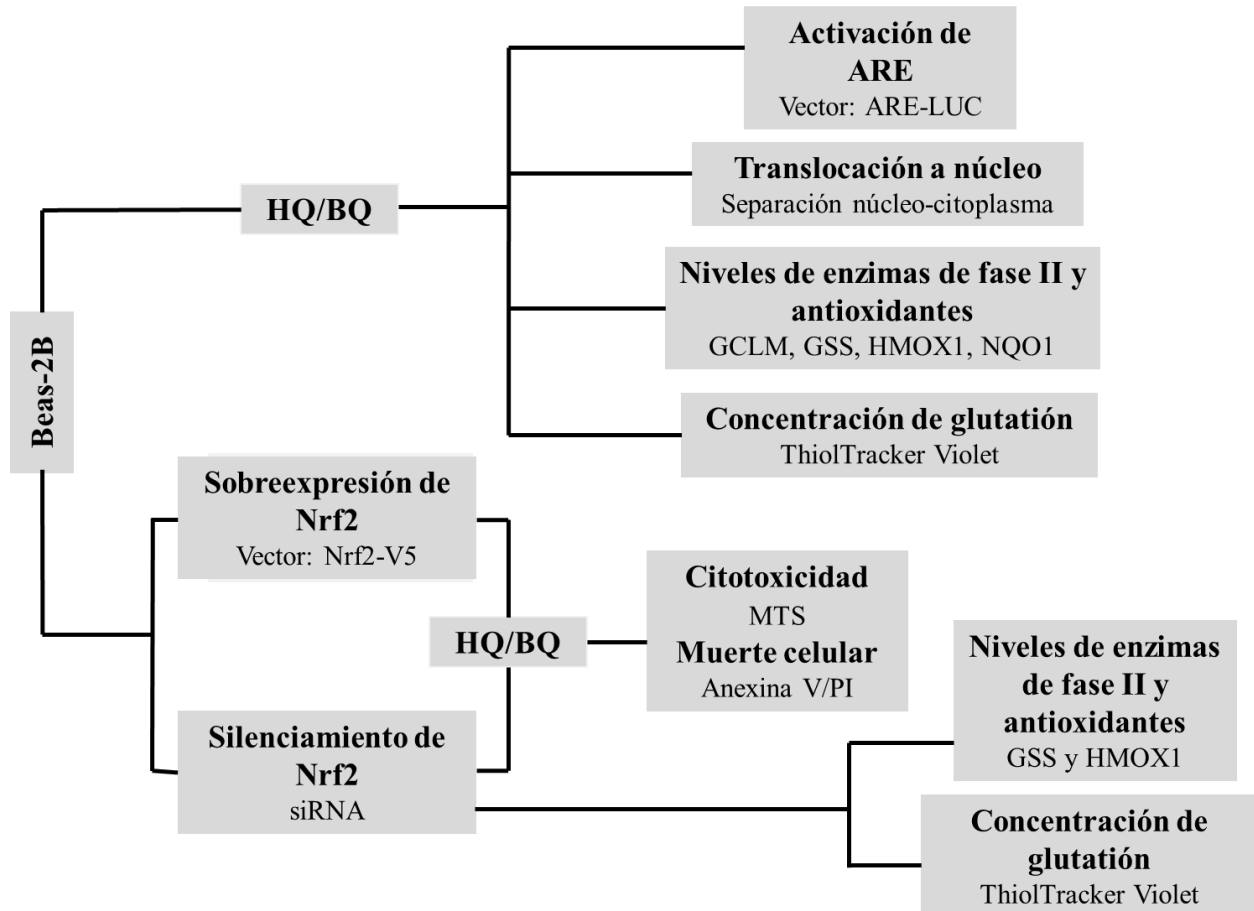 Beas-2B
HQ/BQ
Activación de
ARE
Vector: ARE-LUC
Translocación a núcleo
Separación núcleo-citoplasma
Niveles de enzimas de fase II y
antioxidantes
GCLM, GSS, HMOX1, NQO1
Concentración de glutatión
ThiolTracker Violet
Sobreexpresión de
Nrf2
Vector: Nrf2-V5
Silenciamiento de
Nrf2
siRNA
HQ/BQ
Citotoxicidad
MTS
Muerte celular
Anexina V/PI
Niveles de enzimas
de fase II y
antioxidantes
GSS y HMOX1
Concentración de
glutatión
ThiolTracker Violet